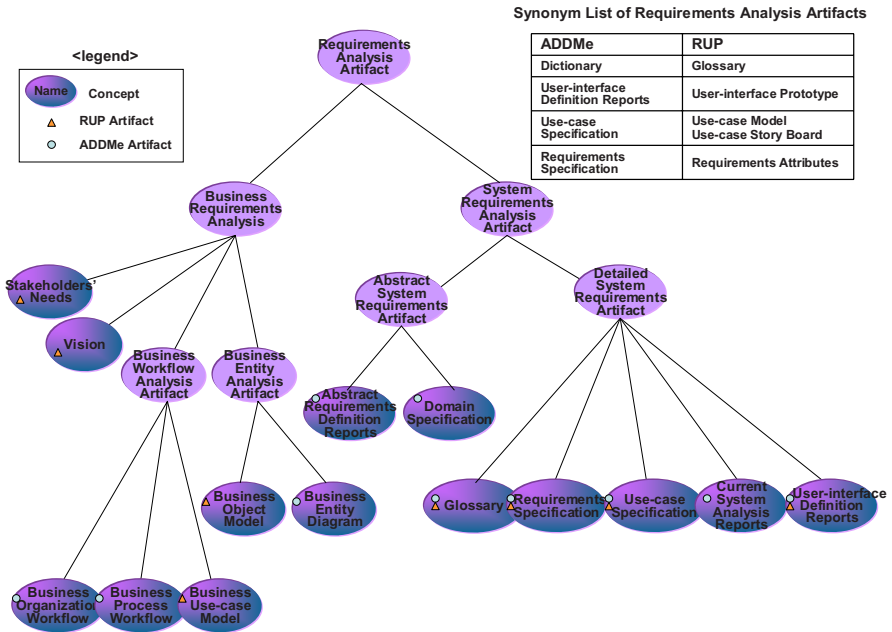 Synonym List of Requirements Analysis Artifacts
ADDMe RUP
Dictionary Glossary
User-interface
Definition Reports
User-interface Prototype
Use-case
Specification
Use-case Model
Use-case Story Board
Requirements
Specification
Requirements Attributes
<legend>
Name Concept
RUP Artifact
ADDMe Artifact
Requirements
Analysis
Artifact
Business
Requirements
Analysis
System
Requirements
Analysis
Artifact
Stakeholders'
Needs
Vision
Business
Workflow
Analysis
Artifact
Business
Entity
Analysis
Artifact
Abstract
System
Requirements
Artifact
Detailed
System
Requirements
Artifact
Abstract
Requirements
Definition
Reports
Domain
Specification
Business
Object
Model
Business
Entity
Diagram
Glossary
Requirements
Specification
Use-case
Specification
Current
System
Analysis
Reports
User-interface
Definition
Reports
Business
Organization
Workflow
Business
Process
Workflow
Business
Use-case
Model